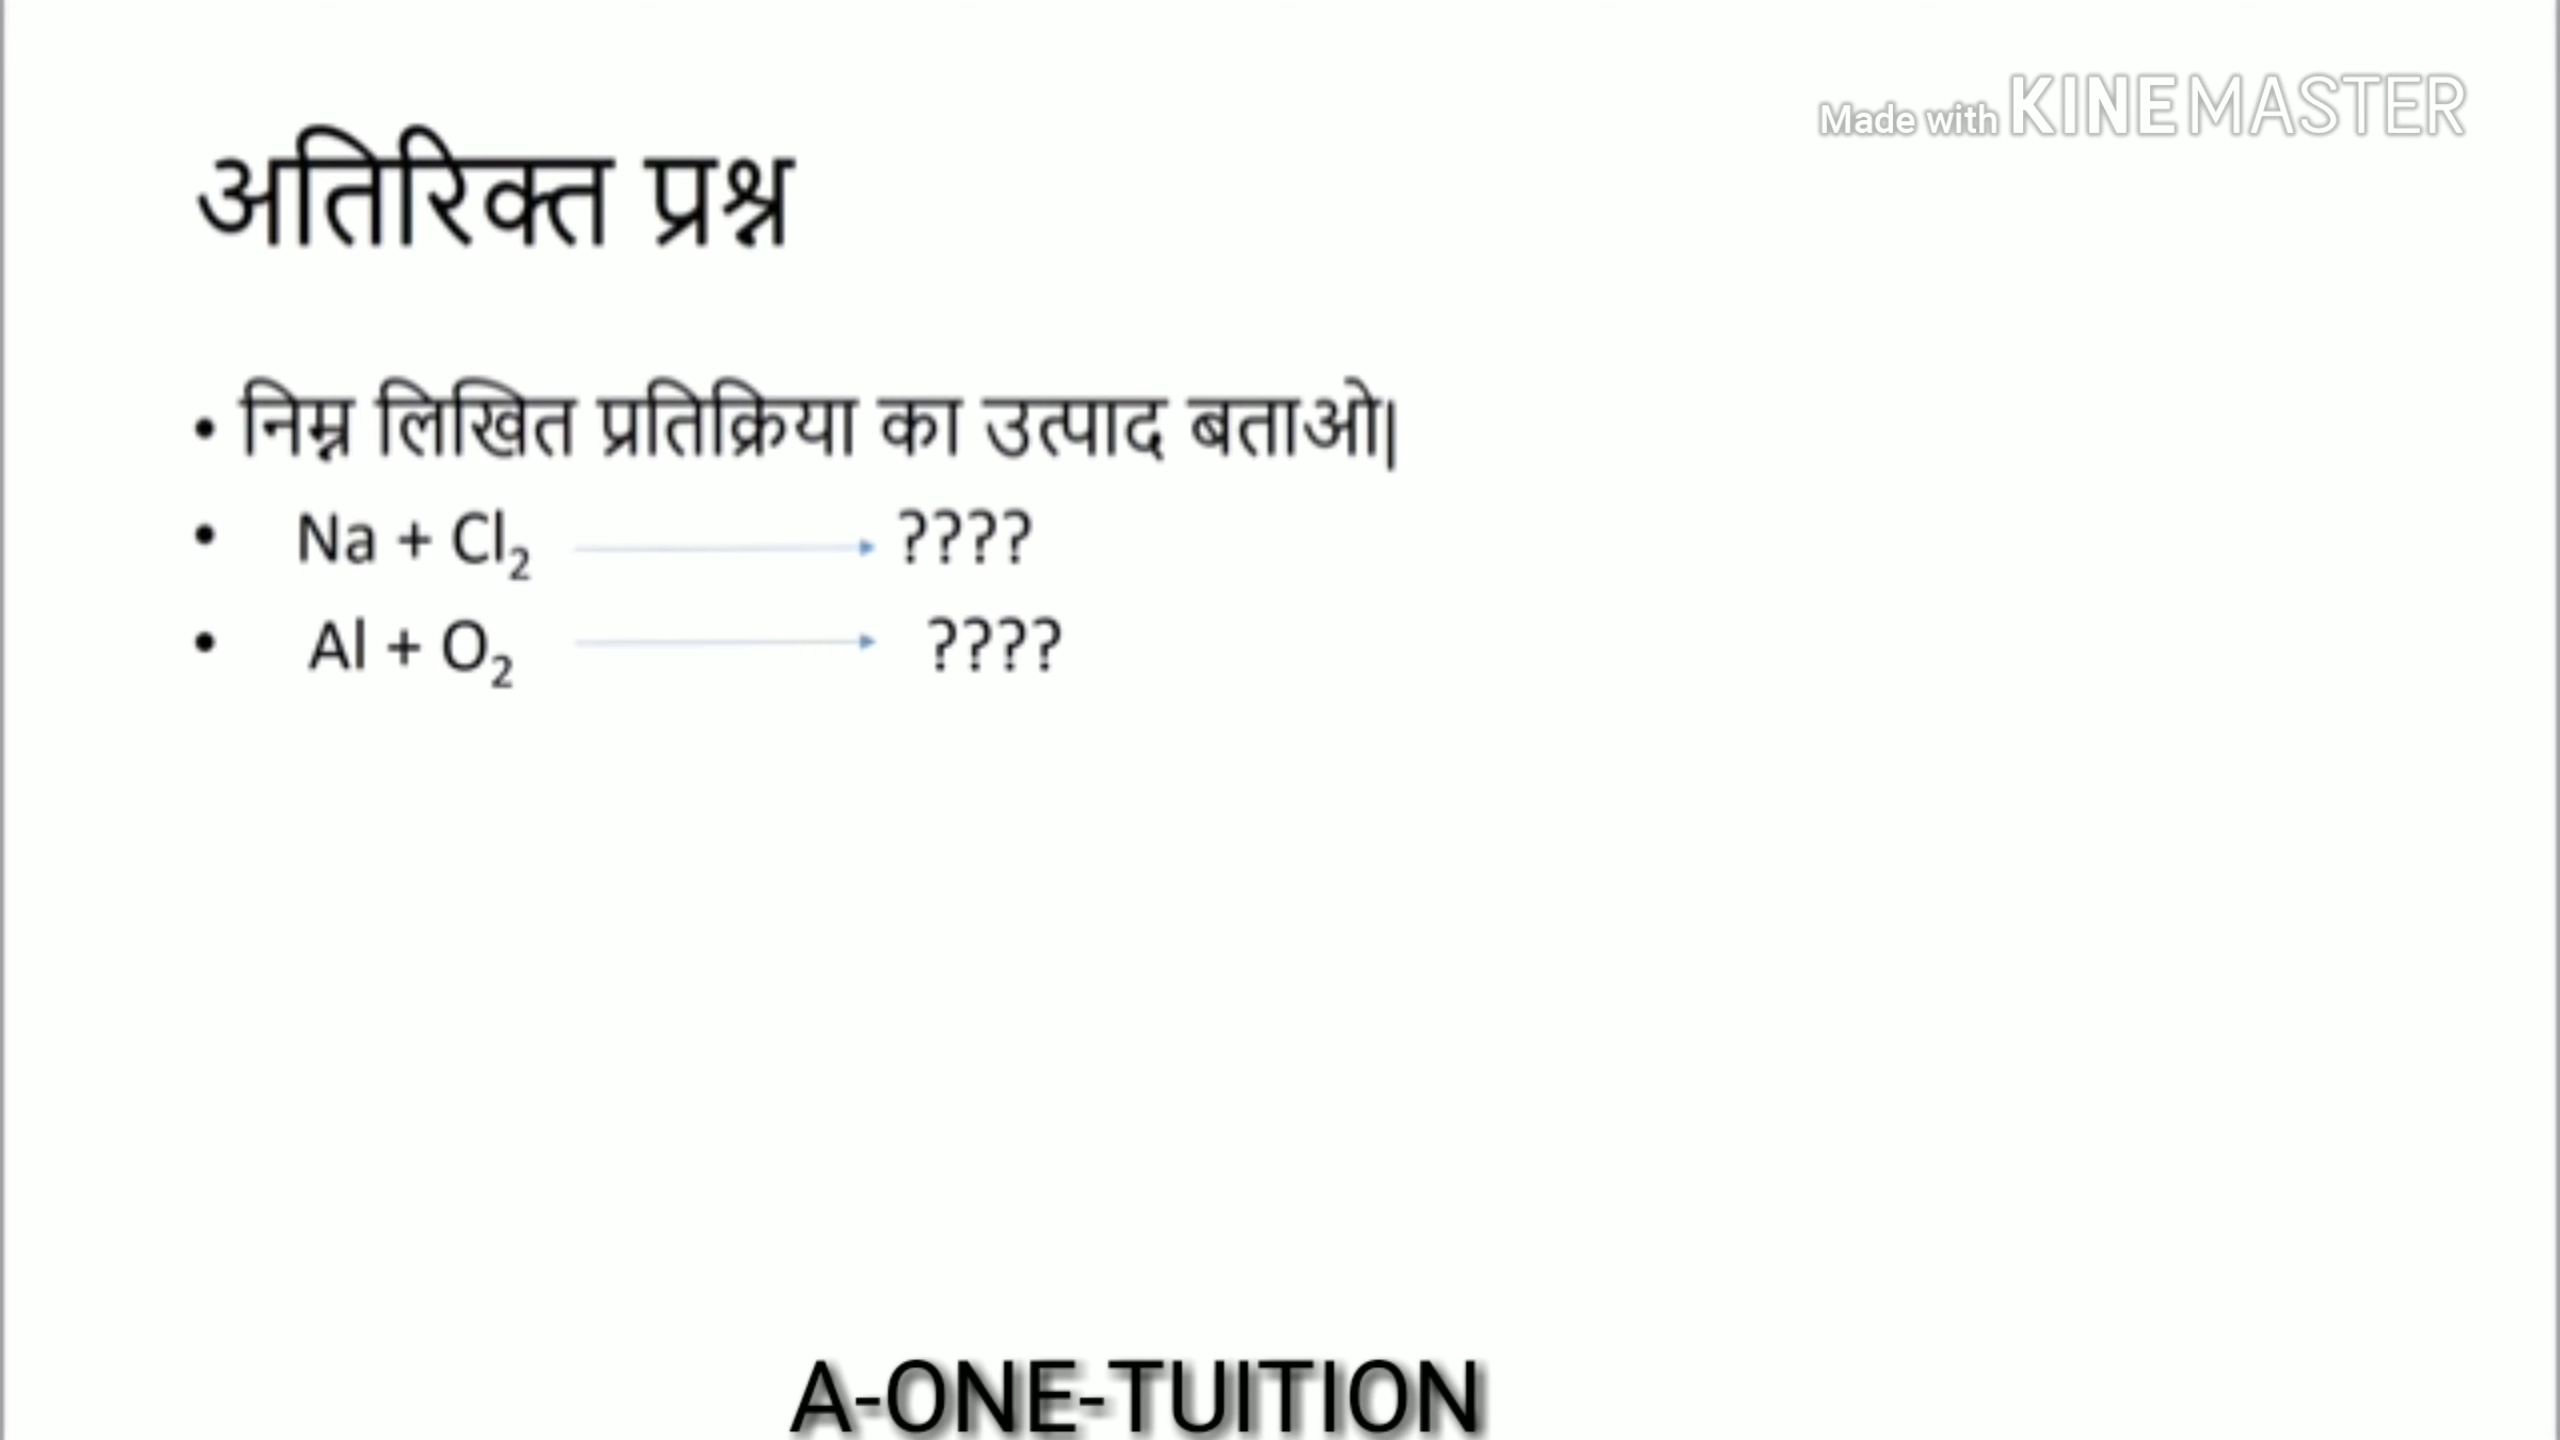 Made with KINEMASTER
अतिरिक्त प्रश्न
• निम्न लिखित प्रतिक्रिया का उत्पाद बताओ|
• Na + Cl₂ → ????
• Al + O₂ → ????
A-ONE-TUITION